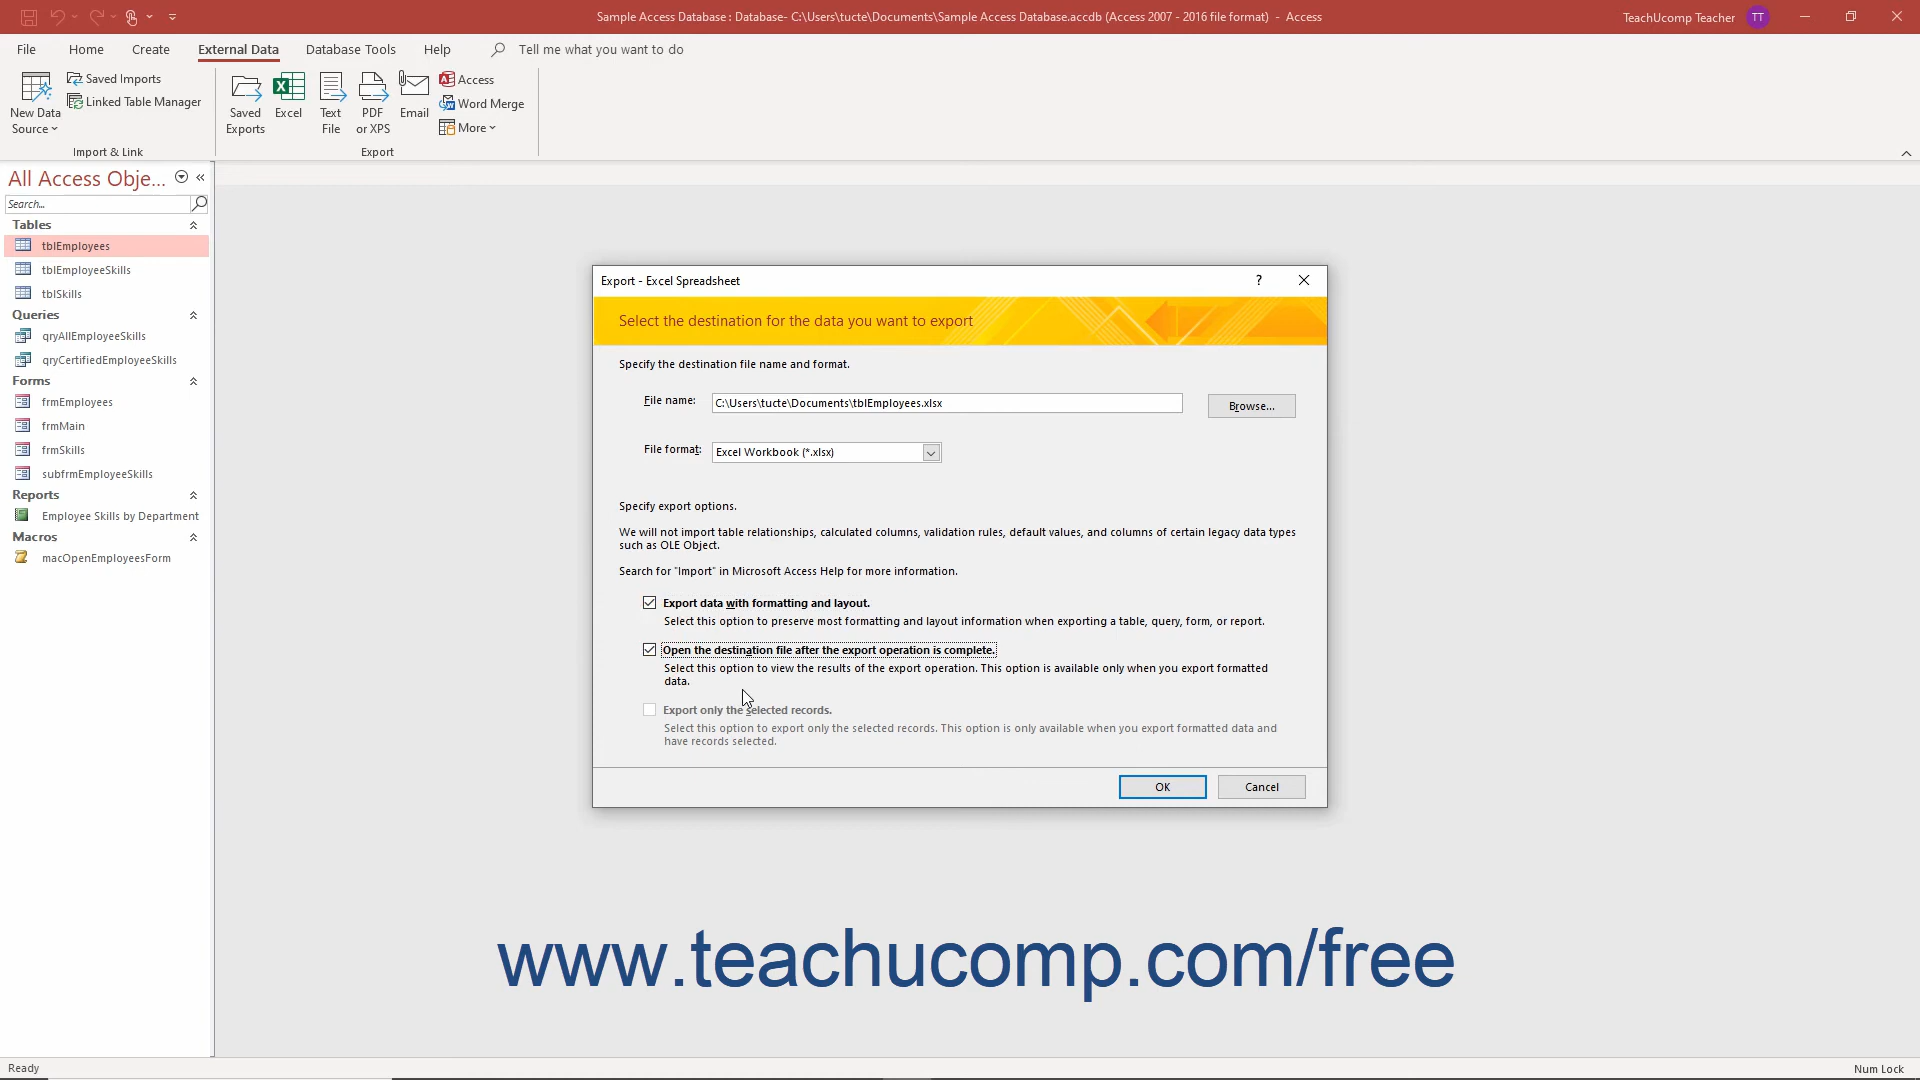 Sample Access Database : Database- C:\Users\tucte\Documents\Sample Access Database.accdb (Access 2007 - 2016 file format)  -  Access
TeachUcomp Teacher TT
File Home Create External Data Database Tools Help Tell me what you want to do
New Data Source
Saved Imports
Linked Table Manager
Import & Link
Saved Exports
Excel
Text File
PDF or XPS
Email
Access
Word Merge
More
Export
All Access Obje...
Search...
Tables
tblEmployees
tblEmployeeSkills
tblSkills
Queries
qryAllEmployeeSkills
qryCertifiedEmployeeSkills
Forms
frmEmployees
frmMain
frmSkills
subfrmEmployeeSkills
Reports
Employee Skills by Department
Macros
macOpenEmployeesForm
Export - Excel Spreadsheet ?
Select the destination for the data you want to export
Specify the destination file name and format.
File name: C:\Users\tucte\Documents\tblEmployees.xlsx Browse...
File format: Excel Workbook (*.xlsx)
Specify export options.
We will not import table relationships, calculated columns, validation rules, default values, and columns of certain legacy data types
such as OLE Object.
Search for "Import" in Microsoft Access Help for more information.
Export data with formatting and layout.
Select this option to preserve most formatting and layout information when exporting a table, query, form, or report.
Open the destination file after the export operation is complete.
Select this option to view the results of the export operation. This option is available only when you export formatted
data.
Export only the selected records.
Select this option to export only the selected records. This option is only available when you export formatted data and
have records selected.
OK Cancel
www.teachucomp.com/free
Ready Num Lock